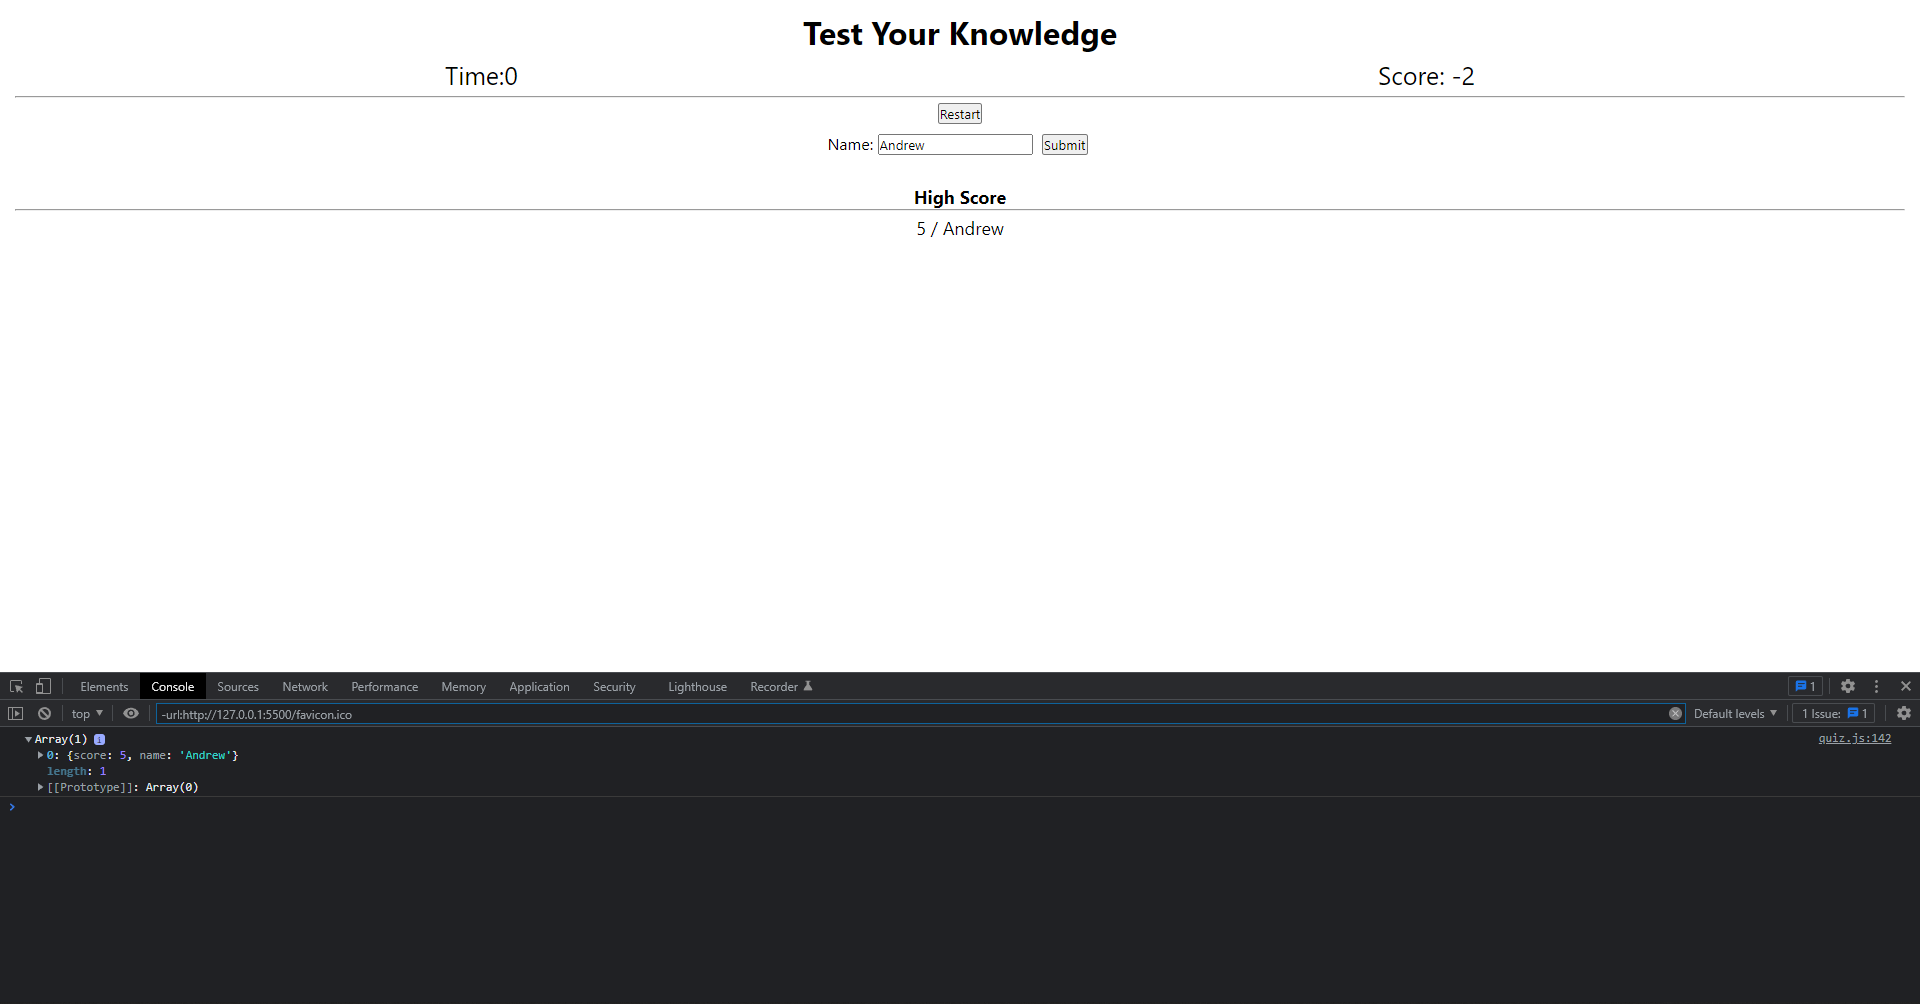 Test Your Knowledge
Time:0 Score: -2
Restart
Name: Andrew Submit
High Score
5 / Andrew
Elements Console Sources Network Performance Memory Application Security Lighthouse Recorder 1
top -url:http://127.0.0.1:5500/favicon.ico Default levels 1 Issue: 1
Array(1) i quiz.js:142
0: {score: 5, name: 'Andrew'}
length: 1
[[Prototype]]: Array(0)